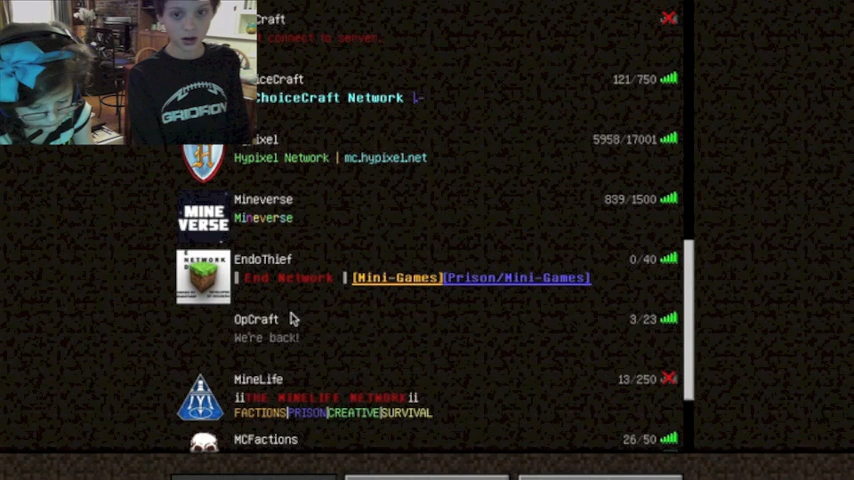 Craft
connect to server.
GRIDIRON
iceCraft
121/750
ChoiceCraft Network
pixel
5958/17001
Hypixel Network | mc.hypixel.net
Mineverse
839/1500
MINE
VERSE
Mineverse
EndoThief
0/40
NETWORK
End Network
[Mini-Games][Prison/Mini-Games]
OpCraft
3/23
We're back!
MineLife
13/250
¡¡THE MINELIFE NETWORK¡¡
FACTIONS|PRISON|CREATIVE|SURVIVAL
MCFactions
26/50